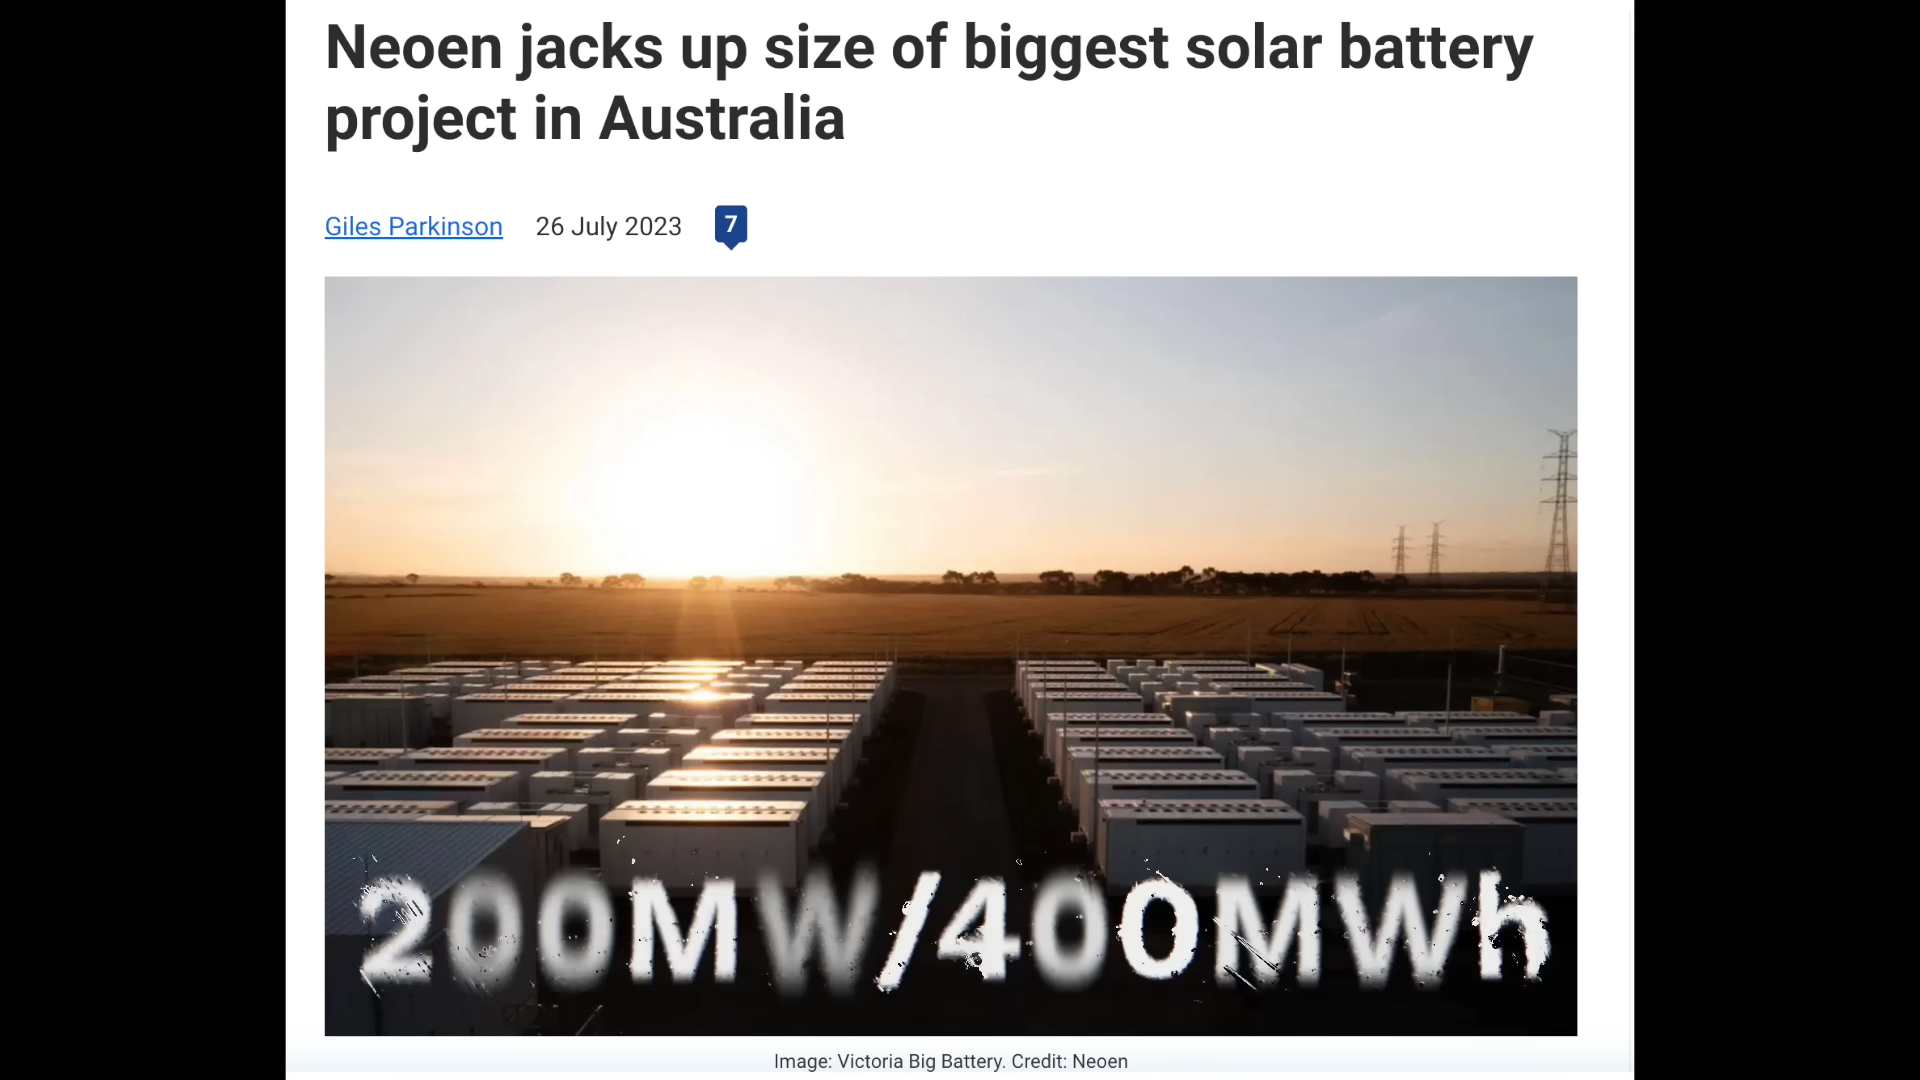 Neoen jacks up size of biggest solar battery
project in Australia
Giles Parkinson 26 July 2023 7
200MW/400MWh
Image: Victoria Big Battery. Credit: Neoen